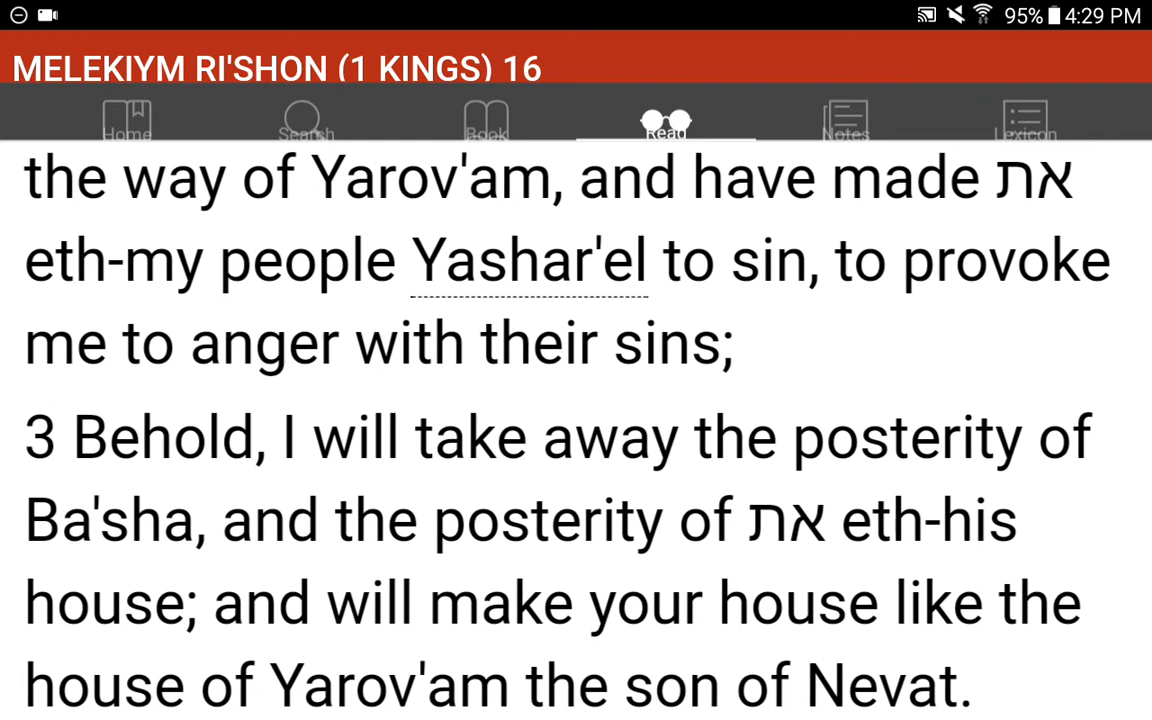 95% 4:29 PM
MELEKIYM RI'SHON (1 KINGS) 16
Home Search Book Read Notes Lexicon
the way of Yarov'am, and have made את
eth-my people Yashar'el to sin, to provoke
me to anger with their sins;
3 Behold, I will take away the posterity of
Ba'sha, and the posterity of את eth-his
house; and will make your house like the
house of Yarov'am the son of Nevat.